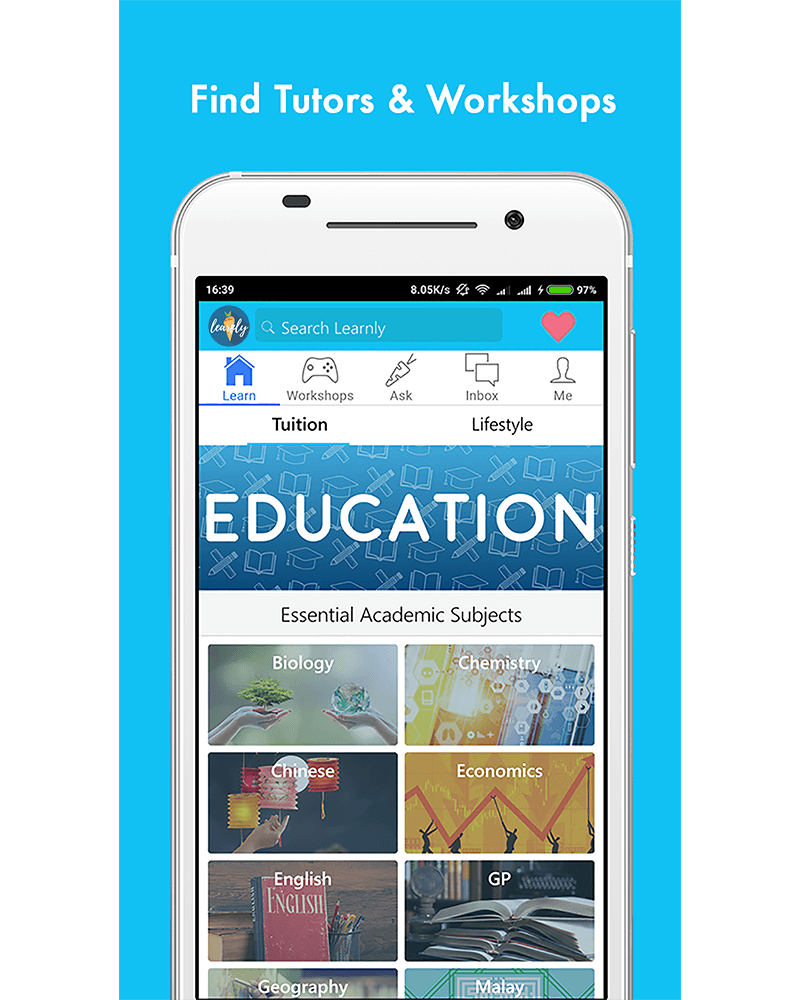 Find Tutors & Workshops
16:39 8.05K/s 97%
learnly Search Learnly
Learn Workshops Ask Inbox Me
Tuition Lifestyle
EDUCATION
Essential Academic Subjects
Biology Chemistry
Chinese Economics
English GP
ENGLISH
Geography Malay